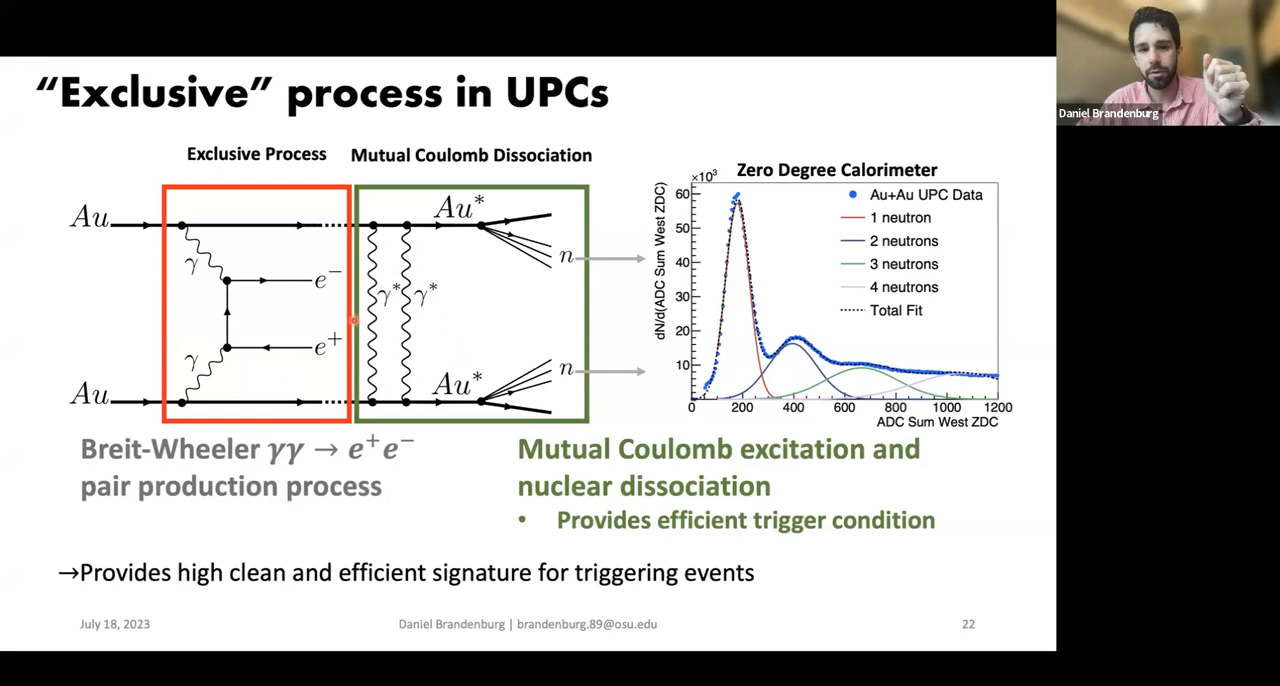 “Exclusive” process in UPCs
Exclusive Process
Mutual Coulomb Dissociation
Au
γ
e⁻
γ
e⁺
Au
Au*
γ*
γ*
n
Au*
n
Zero Degree Calorimeter
×10³
dN/d(ADC Sum West ZDC)
60
50
40
30
20
10
0
200
400
600
800
1000
1200
ADC Sum West ZDC
Au+Au UPC Data
1 neutron
2 neutrons
3 neutrons
4 neutrons
Total Fit
Breit-Wheeler γγ → e⁺e⁻
pair production process
Mutual Coulomb excitation and
nuclear dissociation
• Provides efficient trigger condition
→Provides high clean and efficient signature for triggering events
July 18, 2023
Daniel Brandenburg | brandenburg.89@osu.edu
22
Daniel Brandenburg